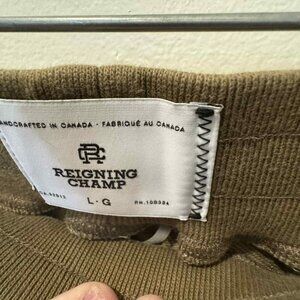 HANDCRAFTED IN CANADA · FABRIQUÉ AU CANADA
RC
REIGNING
CHAMP
L · G